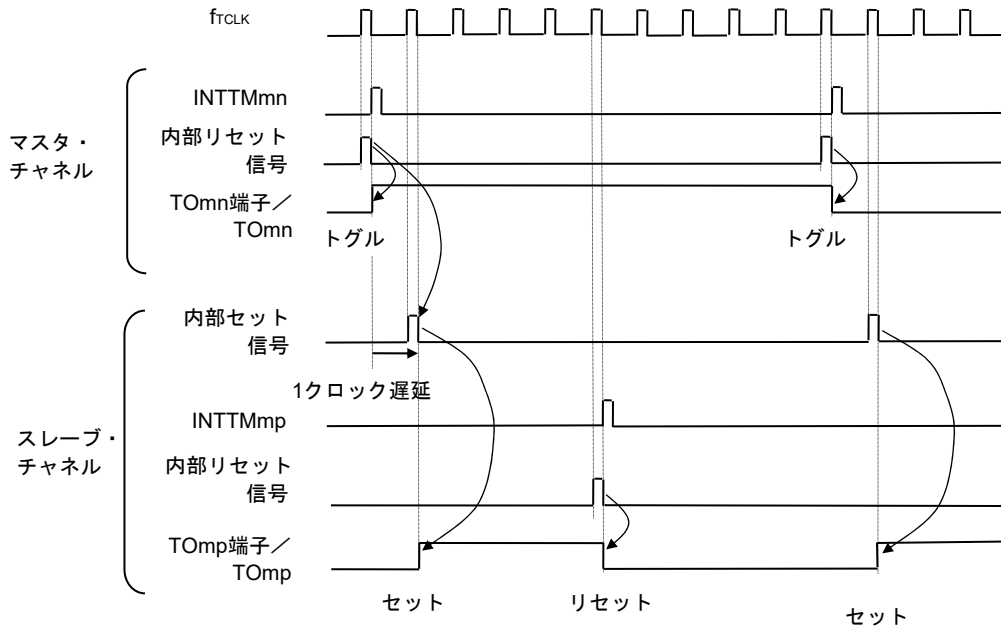 fTCLK
マスタ・
チャネル
INTTMmn
内部リセット
信号
TOmn端子／
TOmn
トグル
トグル
スレーブ・
チャネル
内部セット
信号
1クロック遅延
INTTMmp
内部リセット
信号
TOmp端子／
TOmp
セット
リセット
セット